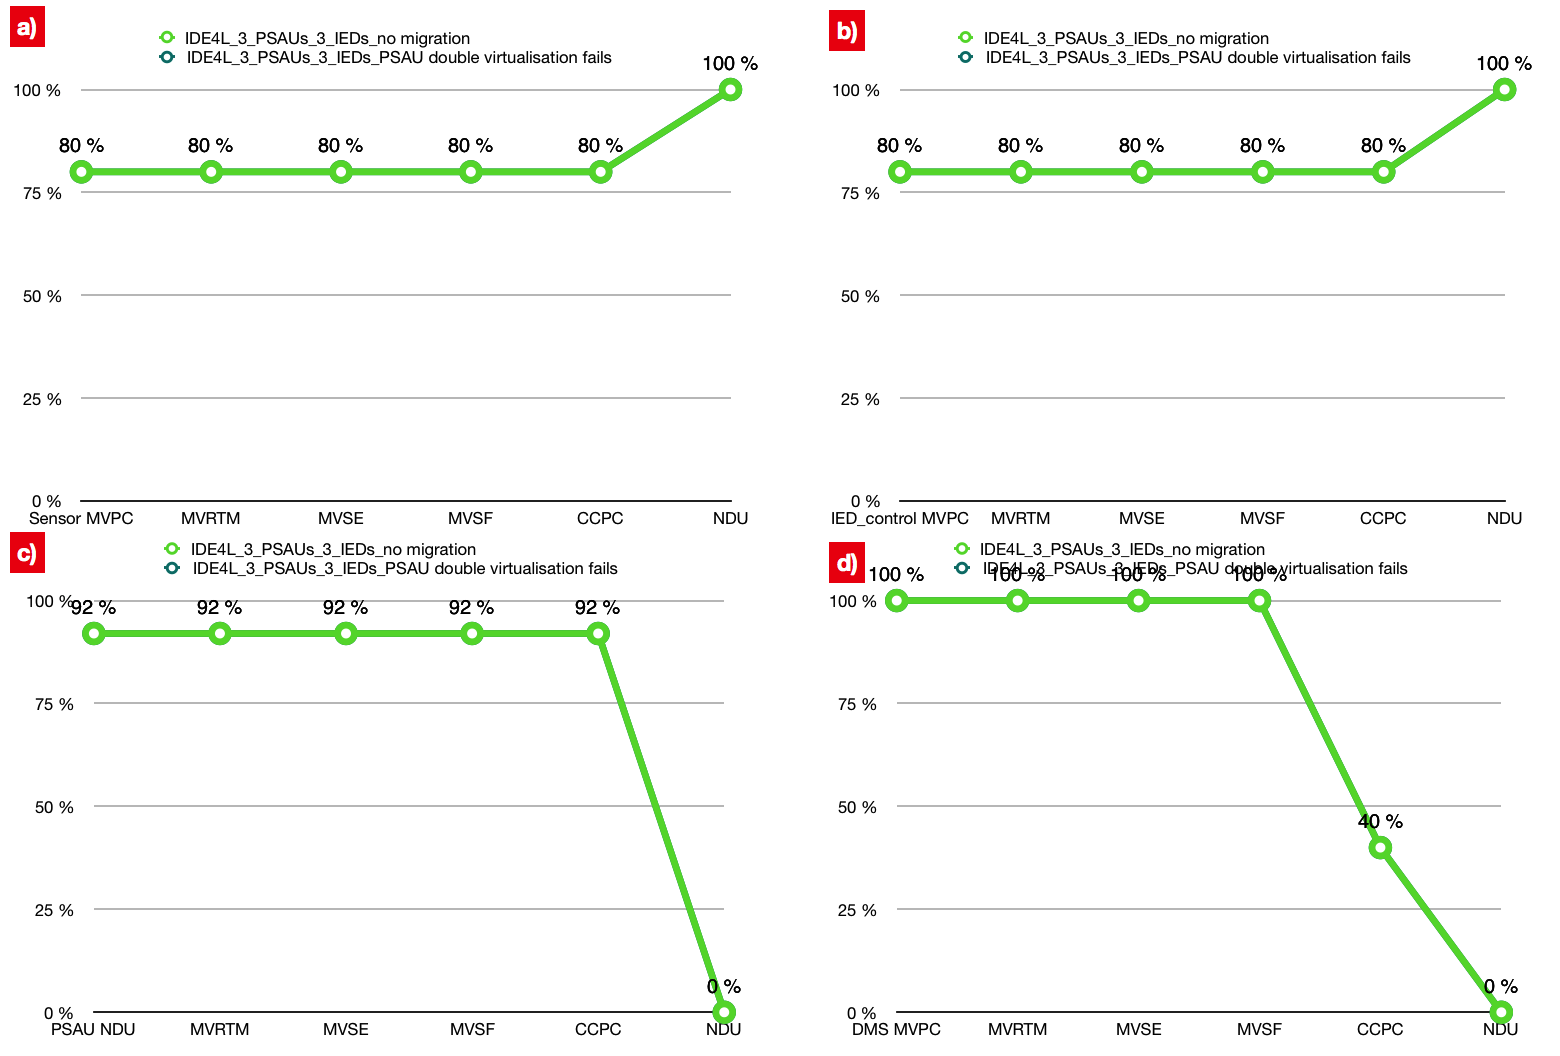 a)
IDE4L_3_PSAUs_3_IEDs_no migration
IDE4L_3_PSAUs_3_IEDs_PSAU double virtualisation fails
100 %
100 %
80 % 80 % 80 % 80 % 80 %
75 %
50 %
25 %
0 %
Sensor MVPC MVRTM MVSE MVSF CCPC NDU
b)
IDE4L_3_PSAUs_3_IEDs_no migration
IDE4L_3_PSAUs_3_IEDs_PSAU double virtualisation fails
100 %
100 %
80 % 80 % 80 % 80 % 80 %
75 %
50 %
25 %
0 %
IED_control MVPC MVRTM MVSE MVSF CCPC NDU
c)
IDE4L_3_PSAUs_3_IEDs_no migration
IDE4L_3_PSAUs_3_IEDs_PSAU double virtualisation fails
100 %
92 % 92 % 92 % 92 % 92 %
75 %
50 %
25 %
0 %
0 %
PSAU NDU MVRTM MVSE MVSF CCPC NDU
d)
IDE4L_3_PSAUs_3_IEDs_no migration
IDE4L_3_PSAUs_3_IEDs_PSAU double virtualisation fails
100 % 100 % 100 % 100 %
100 %
75 %
50 %
40 %
25 %
0 %
0 %
DMS MVPC MVRTM MVSE MVSF CCPC NDU